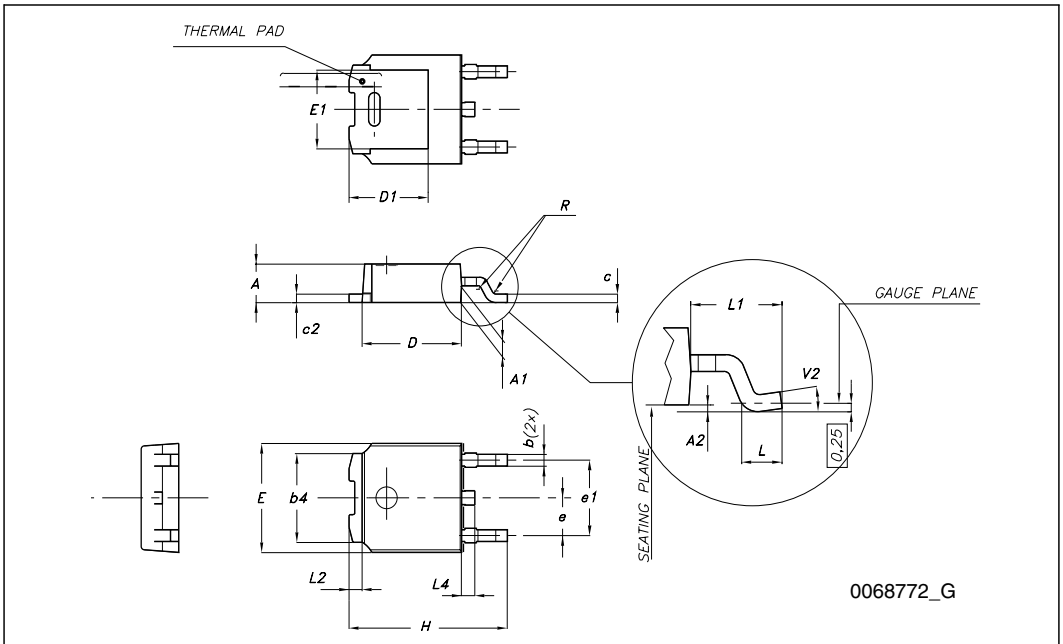 THERMAL PAD
E1
D1
R
A
c
c2
D
A1
GAUGE PLANE
L1
V2
A2
L
0,25
SEATING PLANE
b(2x)
E
b4
e
e1
L2
L4
H
0068772_G